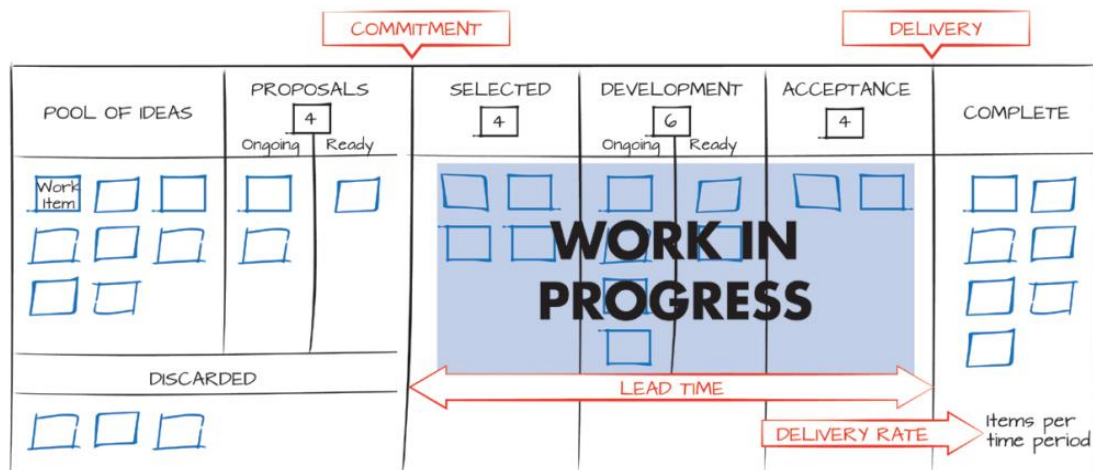 COMMITMENT
DELIVERY
POOL OF IDEAS
PROPOSALS
4
Ongoing
Ready
SELECTED
4
DEVELOPMENT
6
Ongoing
Ready
ACCEPTANCE
4
COMPLETE
Work
Item
WORK IN
PROGRESS
DISCARDED
LEAD TIME
DELIVERY RATE
Items per
time period